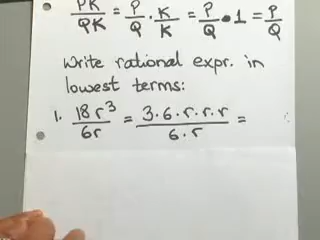 PK/QK = P/Q · K/K = P/Q · 1 = P/Q
Write rational expr. in
lowest terms:
1. 18r³/6r = 3·6·r·r·r/6·r =